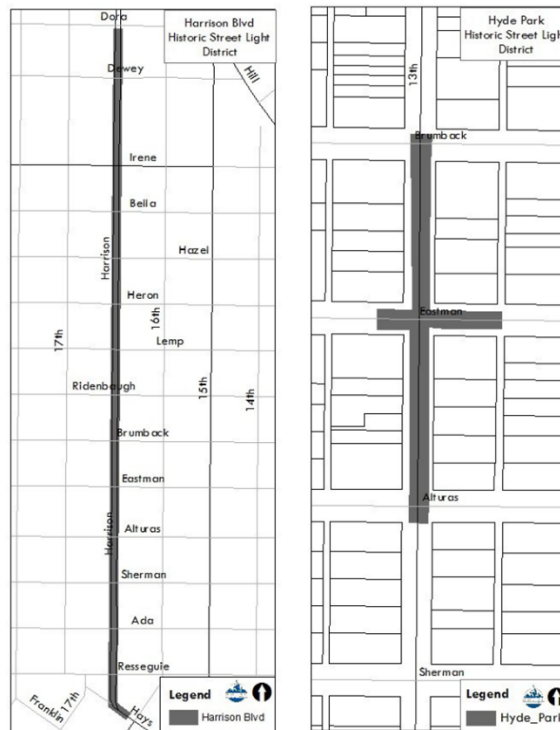 Harrison Blvd
Historic Street Light
District
Dora
Dewey
Hill
Irene
Bella
Harrison
Hazel
Heron
16th
17th
Lemp
15th
14th
Ridenbaugh
Brumback
Eastman
Harrison
Alturas
Sherman
Ada
Resseguie
Franklin
17th
Hays
Legend
Harrison Blvd
Hyde Park
Historic Street Light
District
13th
Brumback
Eastman
Alturas
Sherman
Legend
Hyde_Park